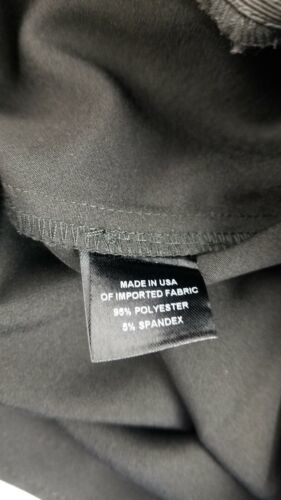 MADE IN USA
OF IMPORTED FABRIC
95% POLYESTER
5% SPANDEX